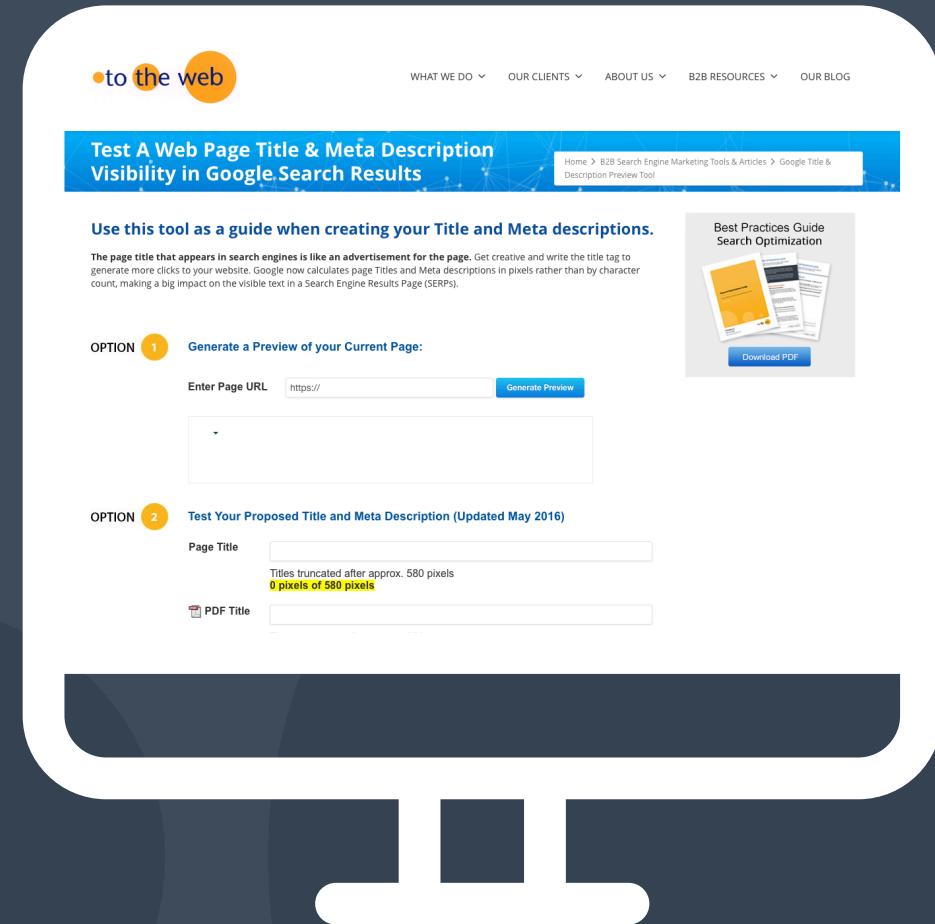 to the web
WHAT WE DO
OUR CLIENTS
ABOUT US
B2B RESOURCES
OUR BLOG
Test A Web Page Title & Meta Description
Visibility in Google Search Results
Home > B2B Search Engine Marketing Tools & Articles > Google Title &
Description Preview Tool
Use this tool as a guide when creating your Title and Meta descriptions.
The page title that appears in search engines is like an advertisement for the page. Get creative and write the title tag to
generate more clicks to your website. Google now calculates page Titles and Meta descriptions in pixels rather than by character
count, making a big impact on the visible text in a Search Engine Results Page (SERPs).
Best Practices Guide
Search Optimization
Download PDF
OPTION 1
Generate a Preview of your Current Page:
Enter Page URL
https://
Generate Preview
OPTION 2
Test Your Proposed Title and Meta Description (Updated May 2016)
Page Title
Titles truncated after approx. 580 pixels
0 pixels of 580 pixels
PDF Title